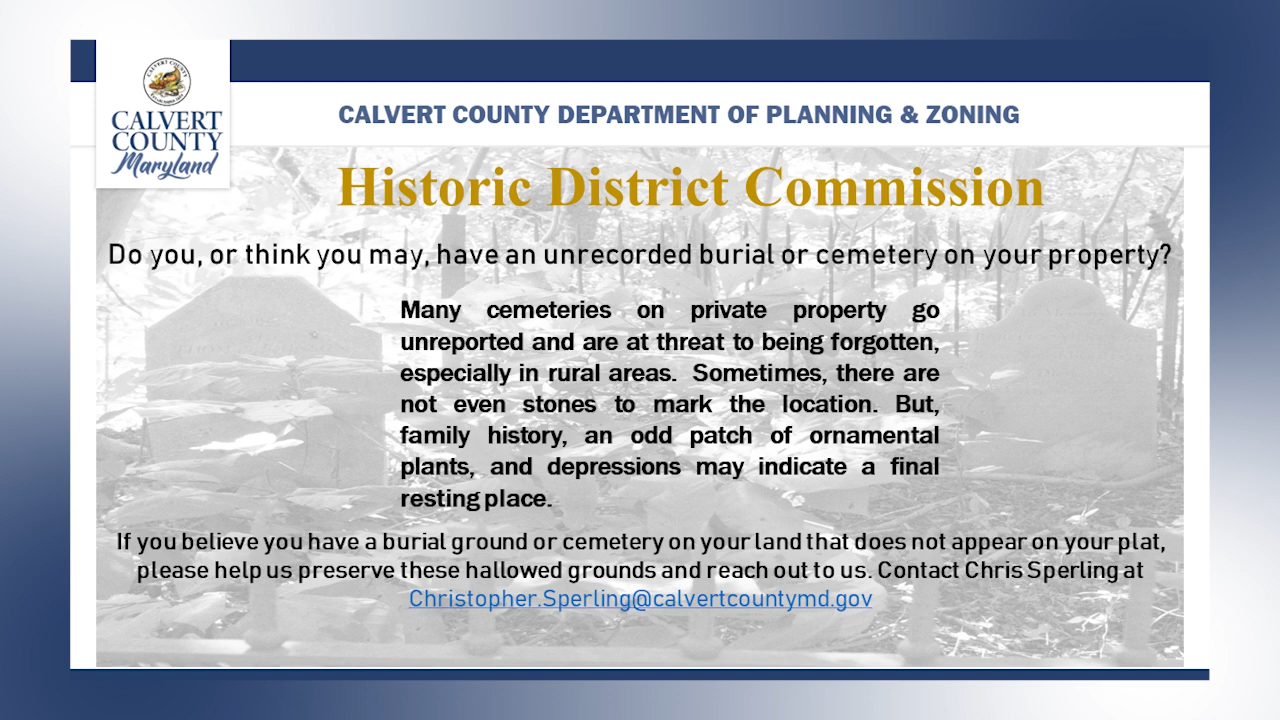 CALVERT COUNTY
CALVERT
COUNTY
Maryland
CALVERT COUNTY DEPARTMENT OF PLANNING & ZONING
Historic District Commission
Do you, or think you may, have an unrecorded burial or cemetery on your property?
Many cemeteries on private property go
unreported and are at threat to being forgotten,
especially in rural areas. Sometimes, there are
not even stones to mark the location. But,
family history, an odd patch of ornamental
plants, and depressions may indicate a final
resting place.
If you believe you have a burial ground or cemetery on your land that does not appear on your plat,
please help us preserve these hallowed grounds and reach out to us. Contact Chris Sperling at
Christopher.Sperling@calvertcountymd.gov